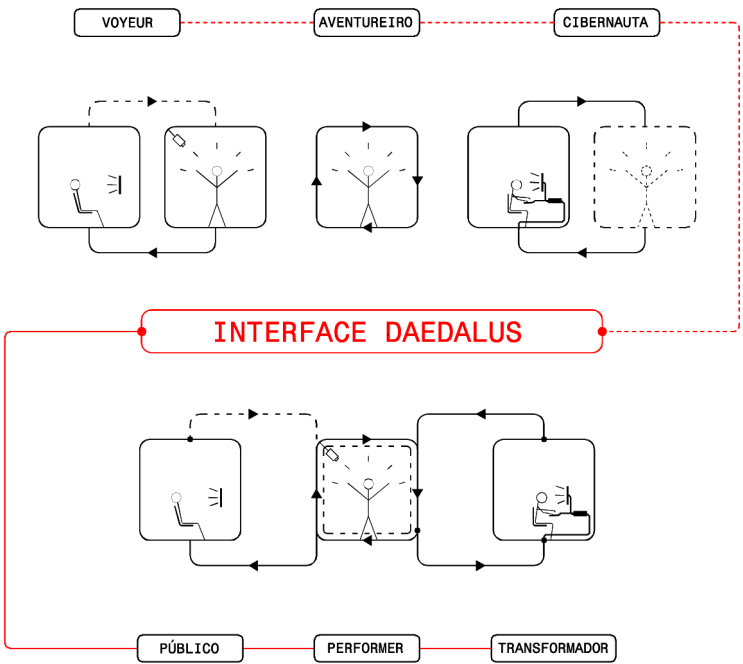 VOYEUR
AVENTUREIRO
CIBERNAUTA
INTERFACE DAEDALUS
PÚBLICO
PERFORMER
TRANSFORMADOR